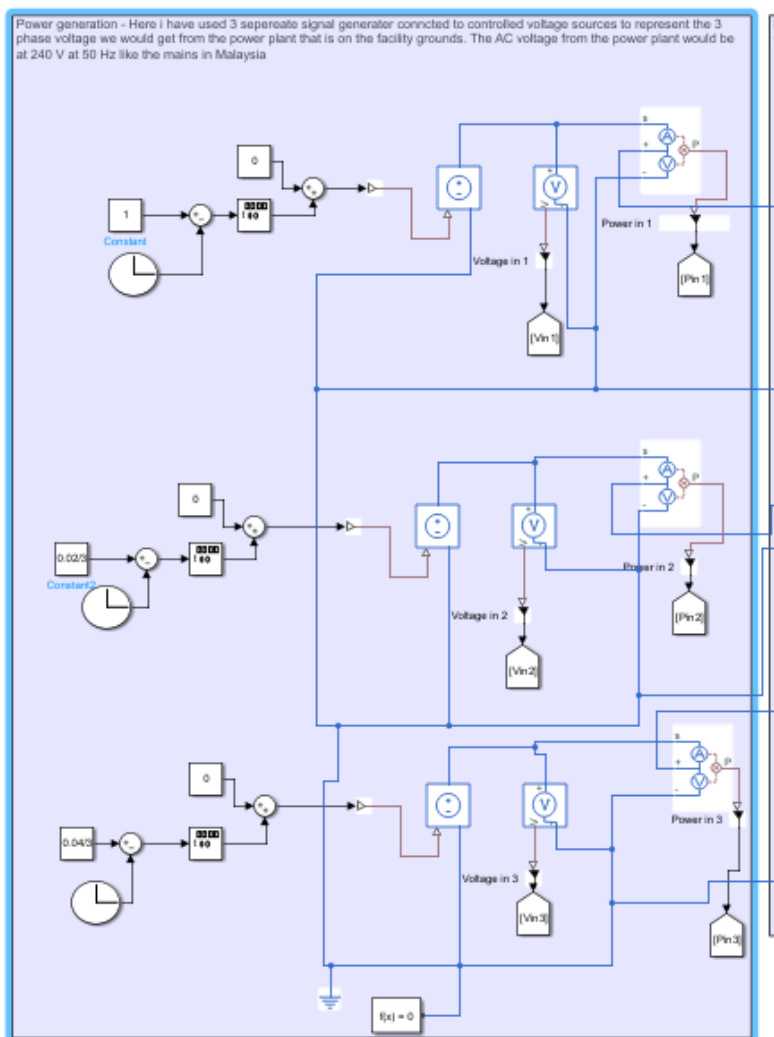 Power generation - Here i have used 3 sepereate signal generater conncted to controlled voltage sources to represent the 3
phase voltage we would get from the power plant that is on the facility grounds. The AC voltage from the power plant would be
at 240 V at 50 Hz like the mains in Malaysia
s
0
+
P
V
-
1
V
Power in 1
Constant
Voltage in 1
[Pin1]
[Vin1]
s
+
P
0
V
-
V
0.02/3
Power in 2
Constant2
Voltage in 2
[Pin2]
[Vin2]
s
0
+
P
V
-
V
Power in 3
0.04/3
Voltage in 3
[Vin3]
[Pin3]
f(x) = 0